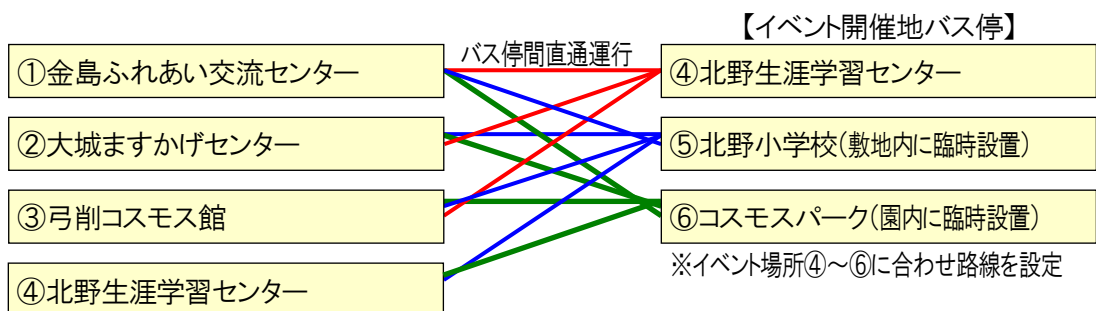 【イベント開催地バス停】
バス停間直通運行
①金島ふれあい交流センター
④北野生涯学習センター
②大城ますかげセンター
⑤北野小学校(敷地内に臨時設置)
③弓削コスモス館
⑥コスモスパーク(園内に臨時設置)
※イベント場所④～⑥に合わせ路線を設定
④北野生涯学習センター